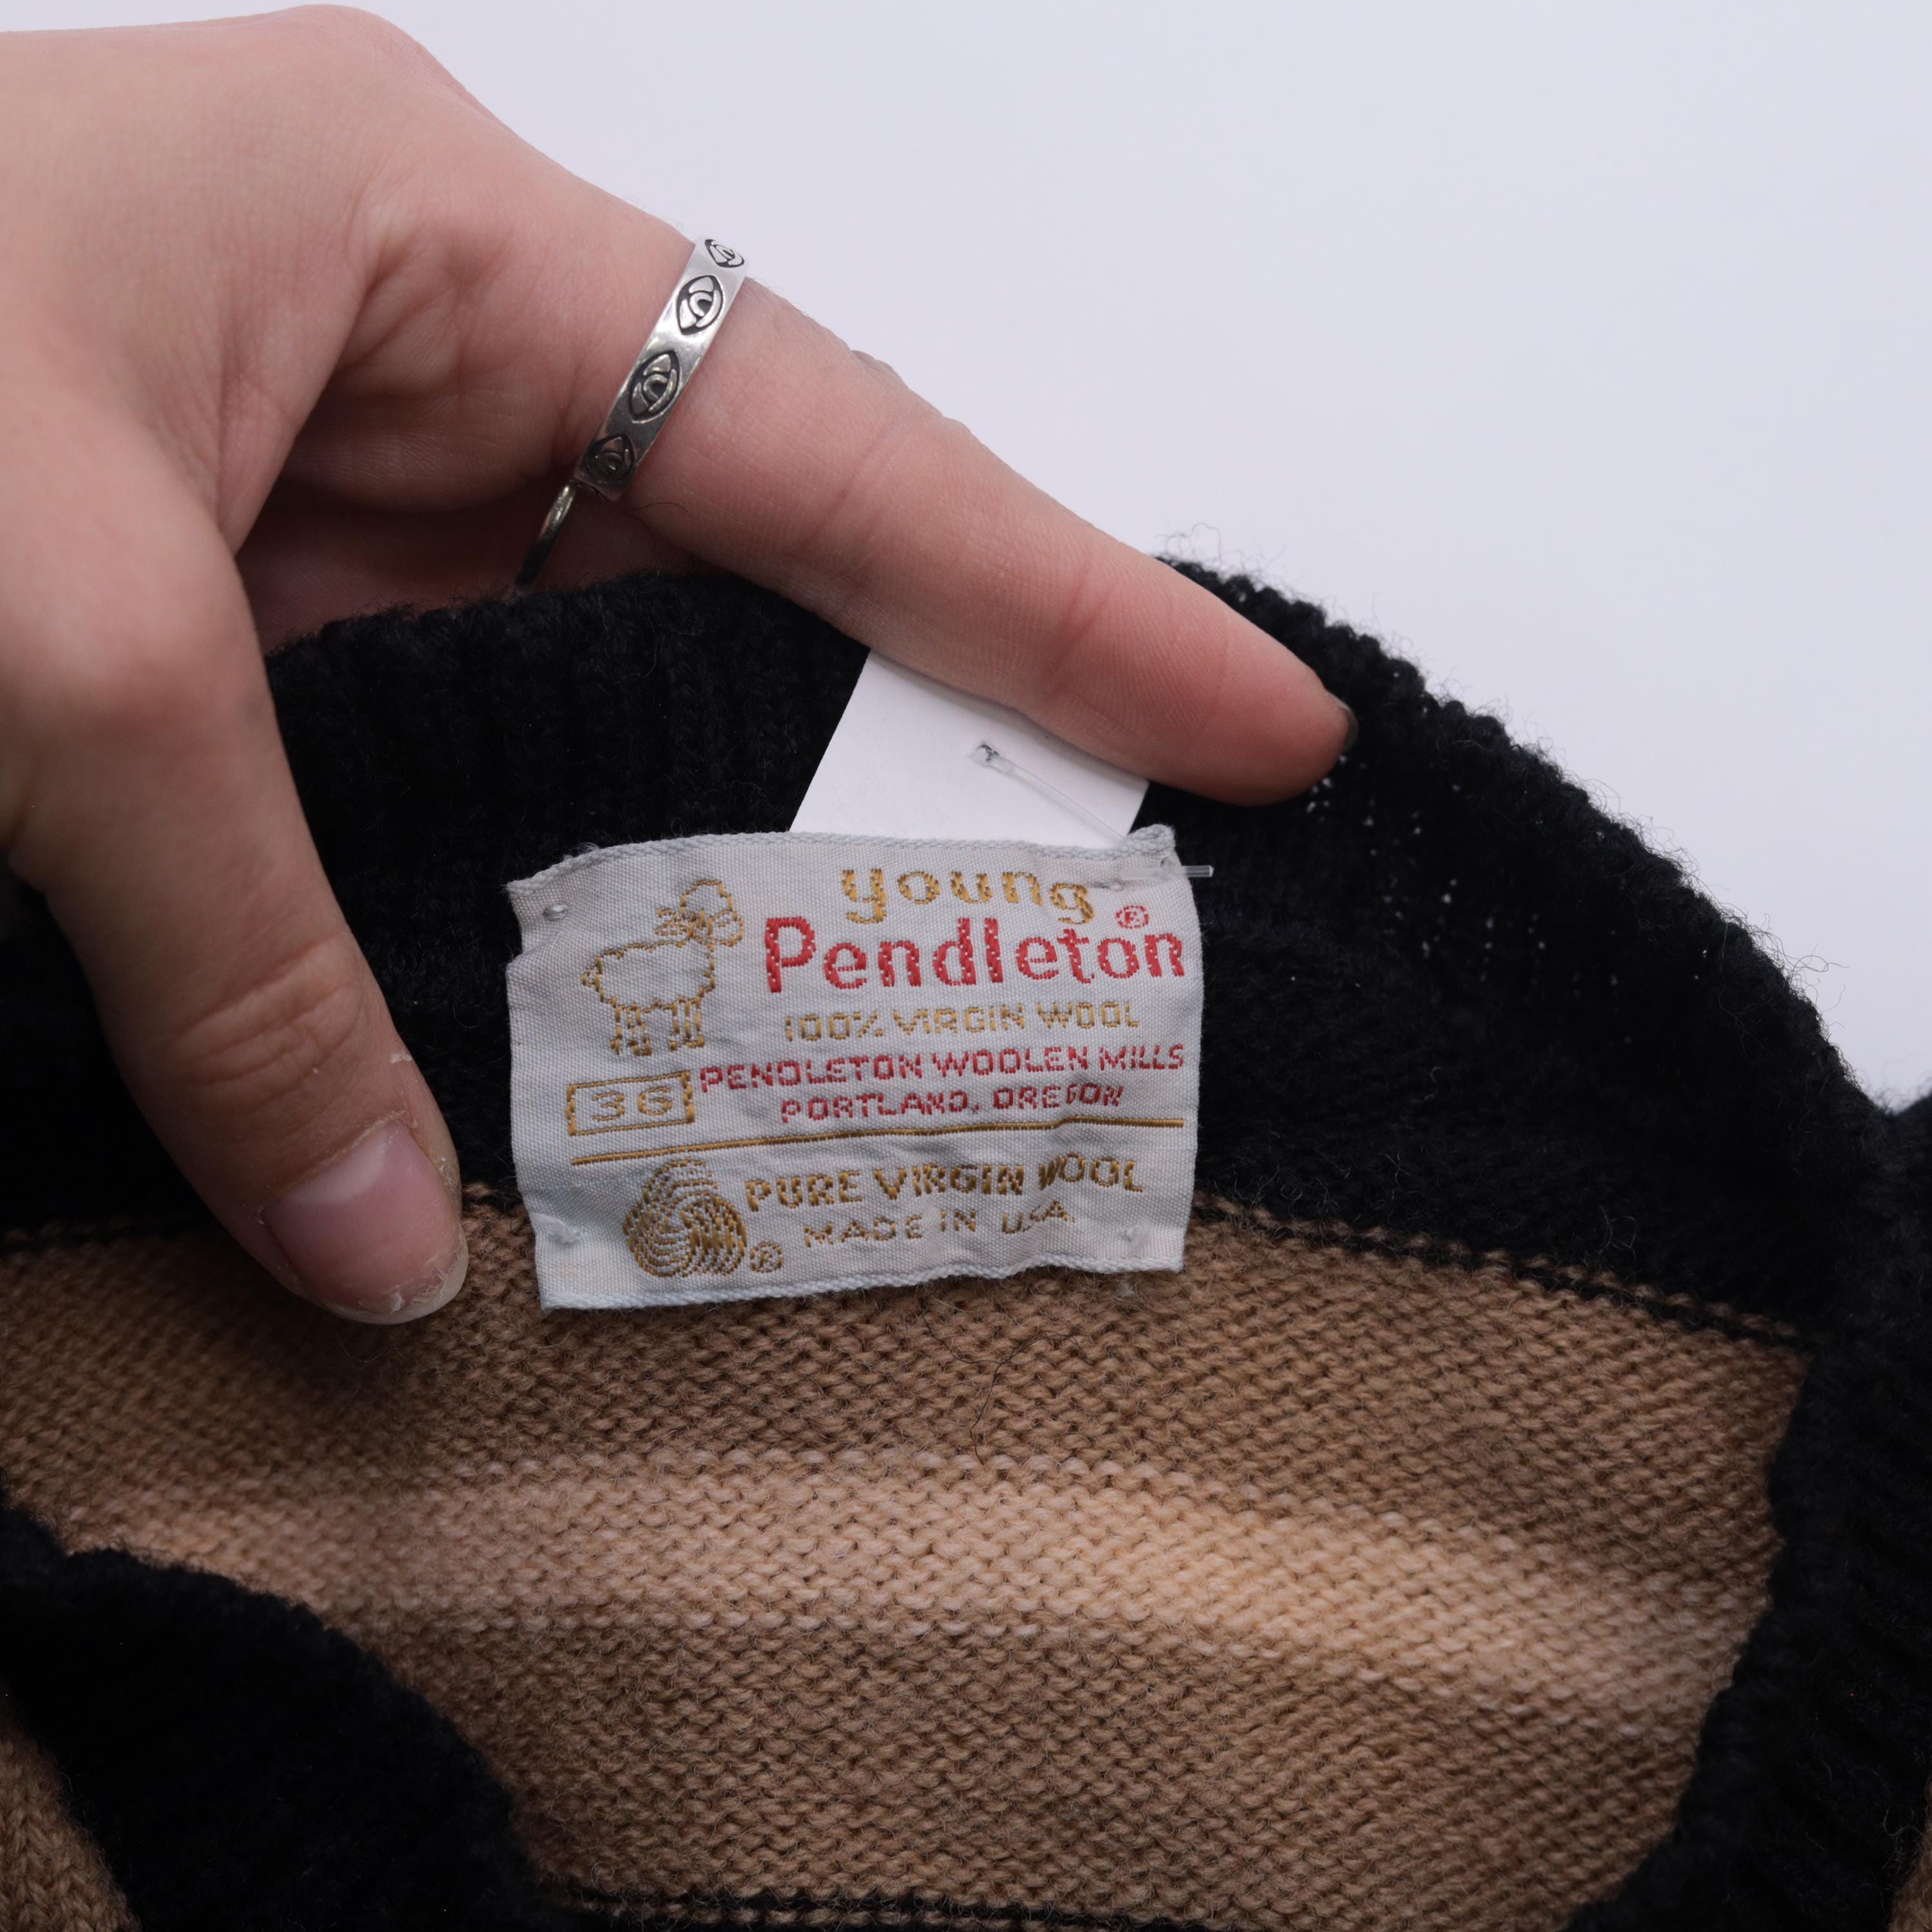 young
Pendleton®
100% VIRGIN WOOL
36 PENDLETON WOOLEN MILLS
PORTLAND, OREGON
PURE VIRGIN WOOL
® MADE IN U.S.A.